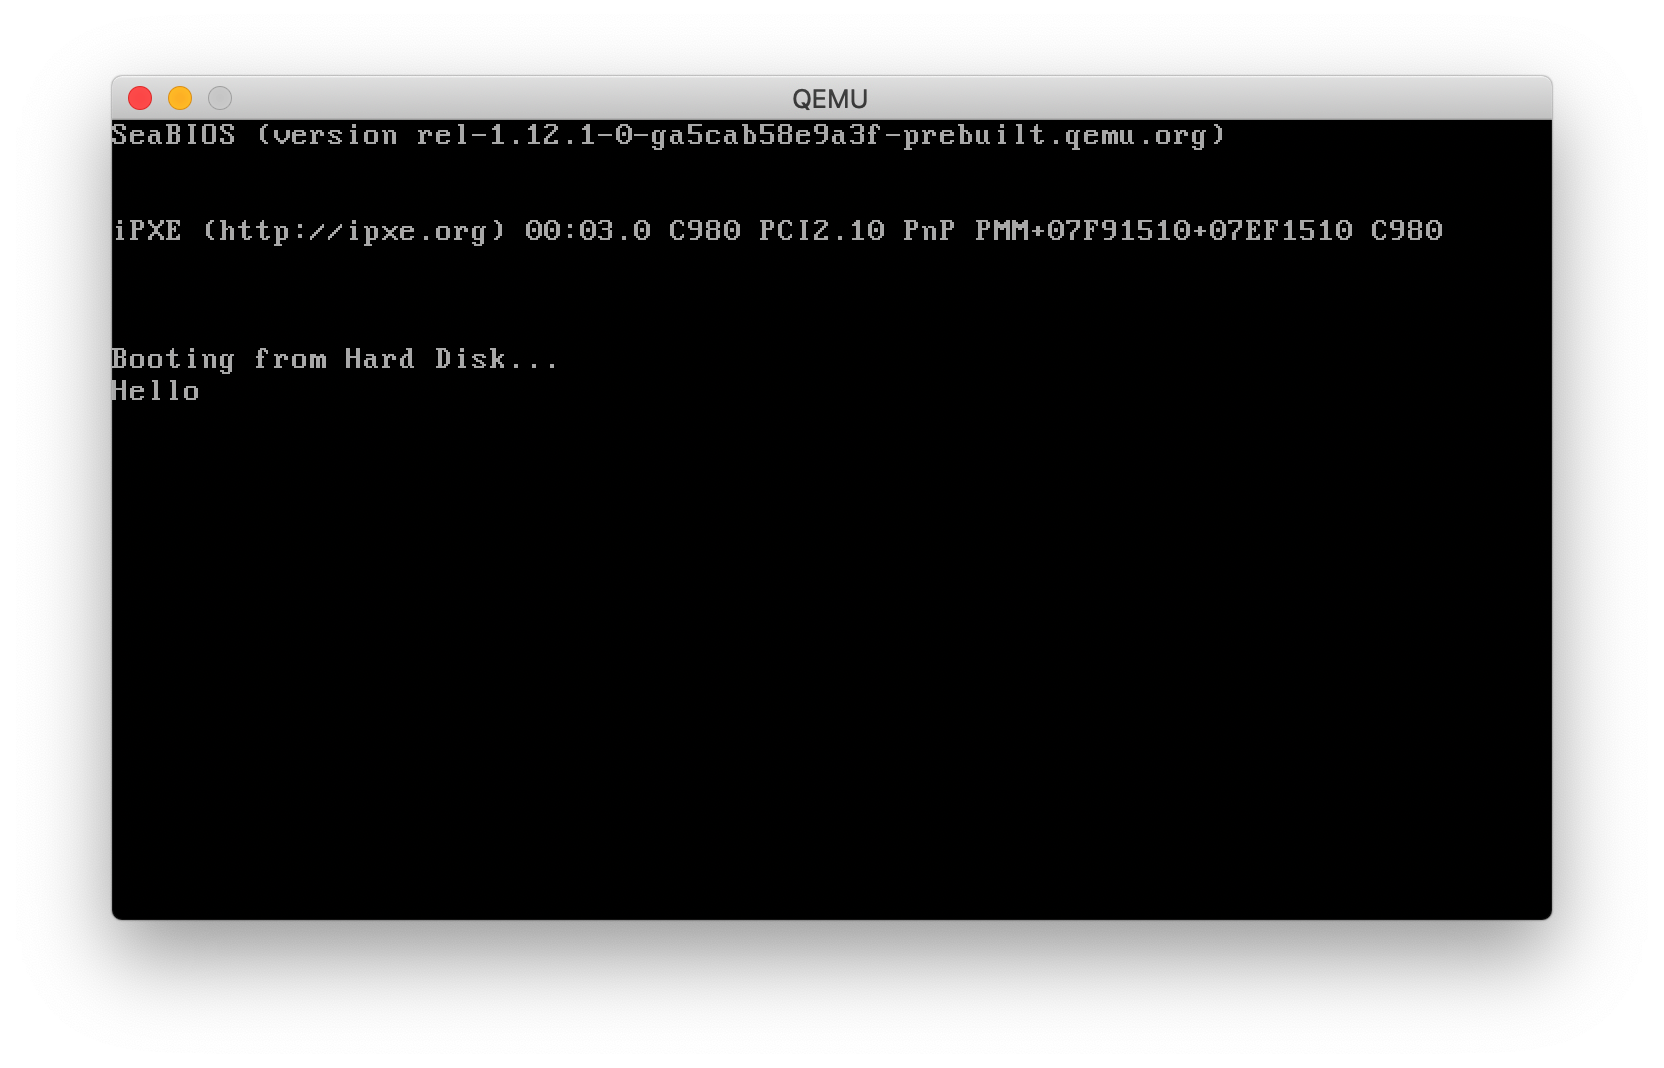 QEMU
SeaBIOS (version rel-1.12.1-0-ga5cab58e9a3f-prebuilt.qemu.org)
iPXE (http://ipxe.org) 00:03.0 C980 PCI2.10 PnP PMM+07F91510+07EF1510 C980
Booting from Hard Disk...
Hello